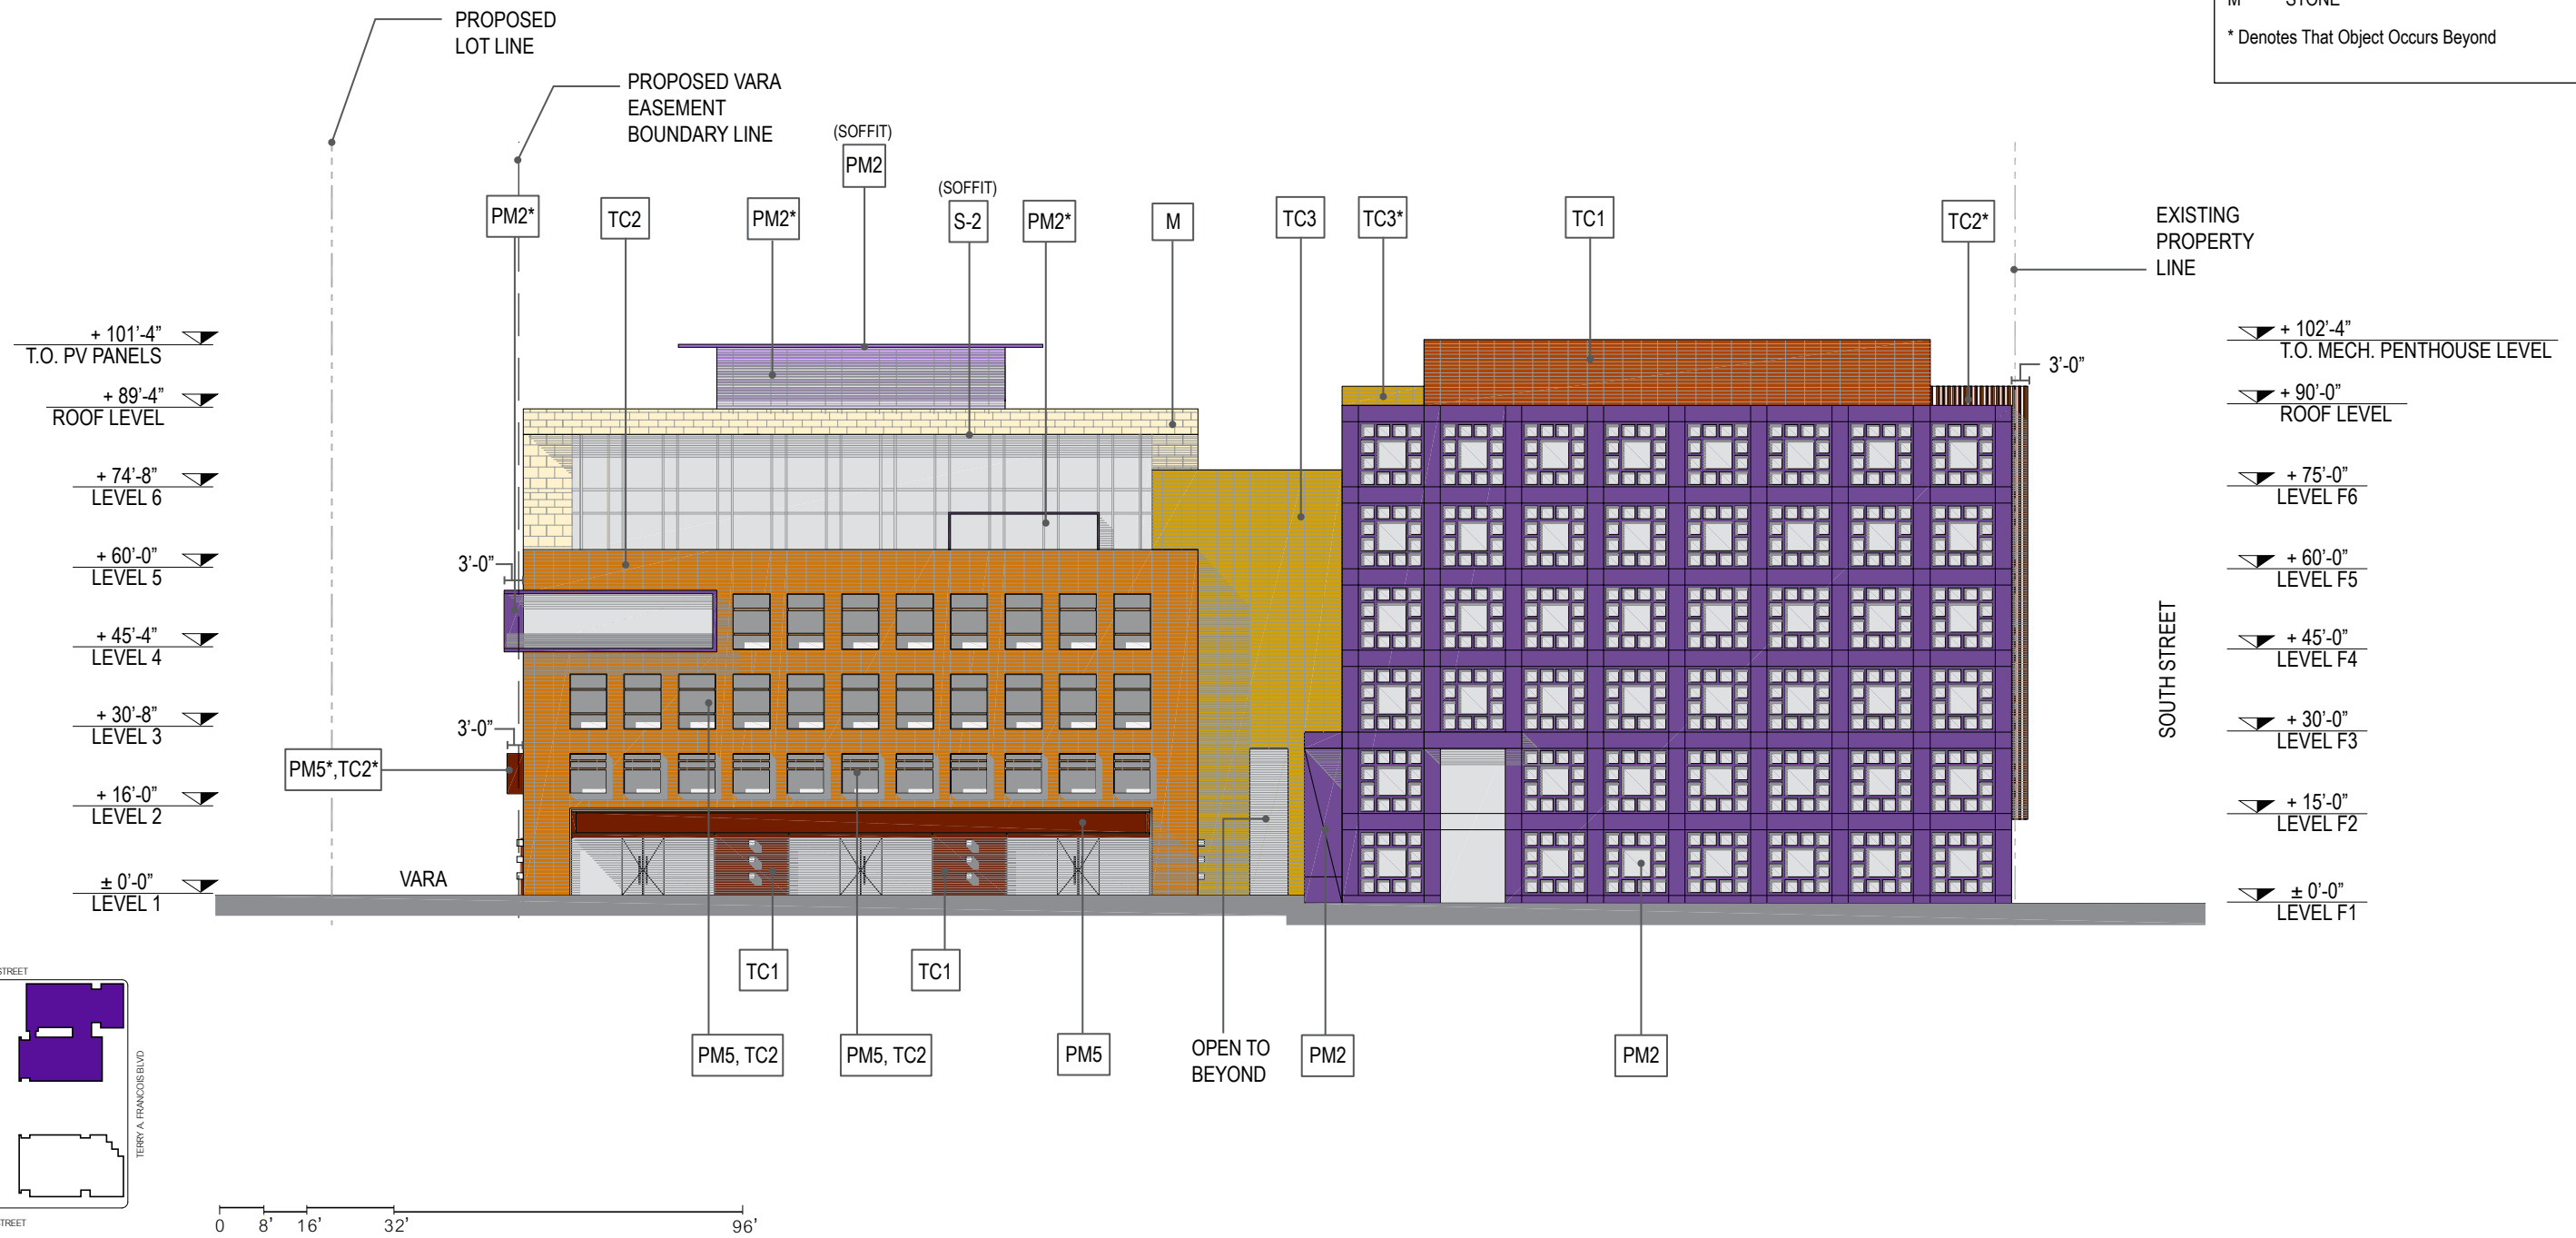 M STONE
* Denotes That Object Occurs Beyond
PROPOSED
LOT LINE
PROPOSED VARA
EASEMENT
BOUNDARY LINE
(SOFFIT)
PM2
(SOFFIT)
PM2*
TC2
PM2*
S-2
PM2*
M
TC3
TC3*
TC1
TC2*
EXISTING
PROPERTY
LINE
+ 101'-4”
T.O. PV PANELS
+ 89'-4”
ROOF LEVEL
+ 74'-8”
LEVEL 6
+ 60'-0”
LEVEL 5
+ 45'-4”
LEVEL 4
+ 30'-8”
LEVEL 3
+ 16'-0”
LEVEL 2
± 0'-0”
LEVEL 1
3'-0”
3'-0”
PM5*,TC2*
VARA
3'-0”
+ 102'-4”
T.O. MECH. PENTHOUSE LEVEL
+ 90'-0”
ROOF LEVEL
+ 75'-0”
LEVEL F6
+ 60'-0”
LEVEL F5
+ 45'-0”
LEVEL F4
+ 30'-0”
LEVEL F3
+ 15'-0”
LEVEL F2
± 0'-0”
LEVEL F1
SOUTH STREET
TC1
TC1
PM5, TC2
PM5, TC2
PM5
OPEN TO
BEYOND
PM2
PM2
STREET
TERRY A. FRANCOIS BLVD
STREET
0 8' 16' 32' 96'